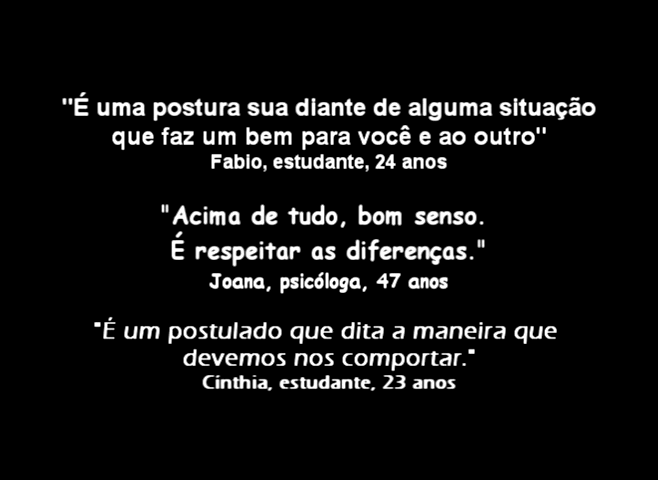 "É uma postura sua diante de alguma situação
que faz um bem para você e ao outro"
Fabio, estudante, 24 anos
"Acima de tudo, bom senso.
É respeitar as diferenças."
Joana, psicóloga, 47 anos
"É um postulado que dita a maneira que
devemos nos comportar."
Cínthia, estudante, 23 anos